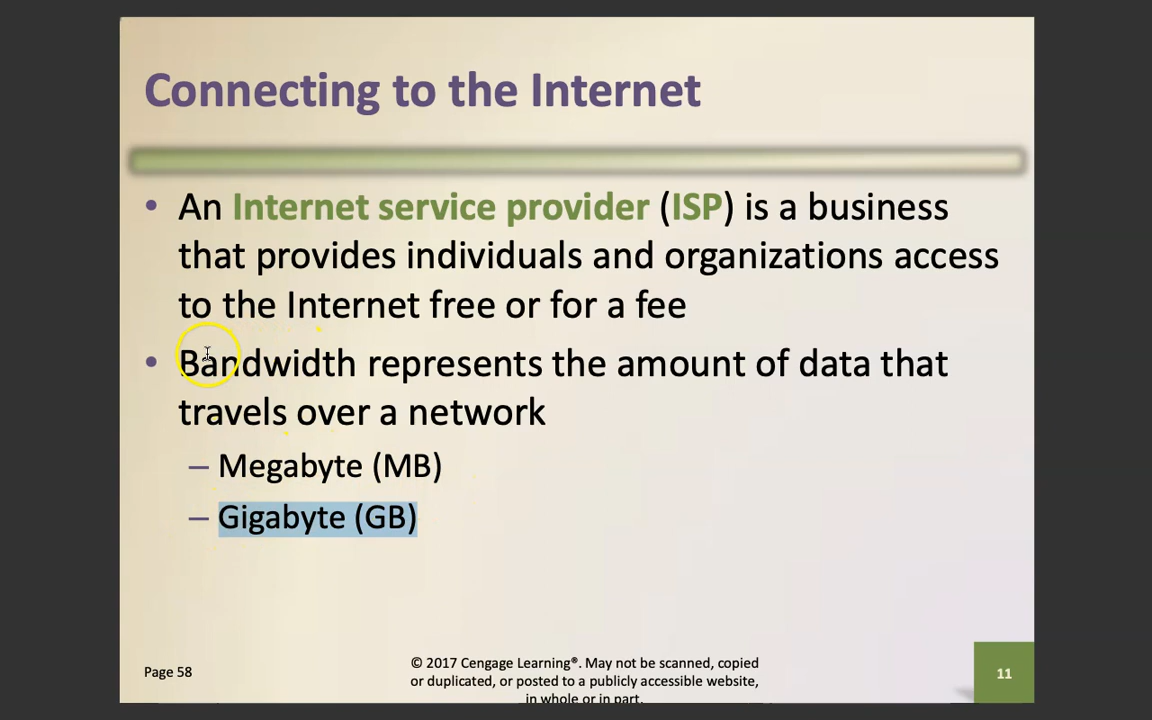 Connecting to the Internet
• An Internet service provider (ISP) is a business
that provides individuals and organizations access
to the Internet free or for a fee
• Bandwidth represents the amount of data that
travels over a network
– Megabyte (MB)
– Gigabyte (GB)
Page 58
© 2017 Cengage Learning®. May not be scanned, copied
or duplicated, or posted to a publicly accessible website,
in whole or in part.
11